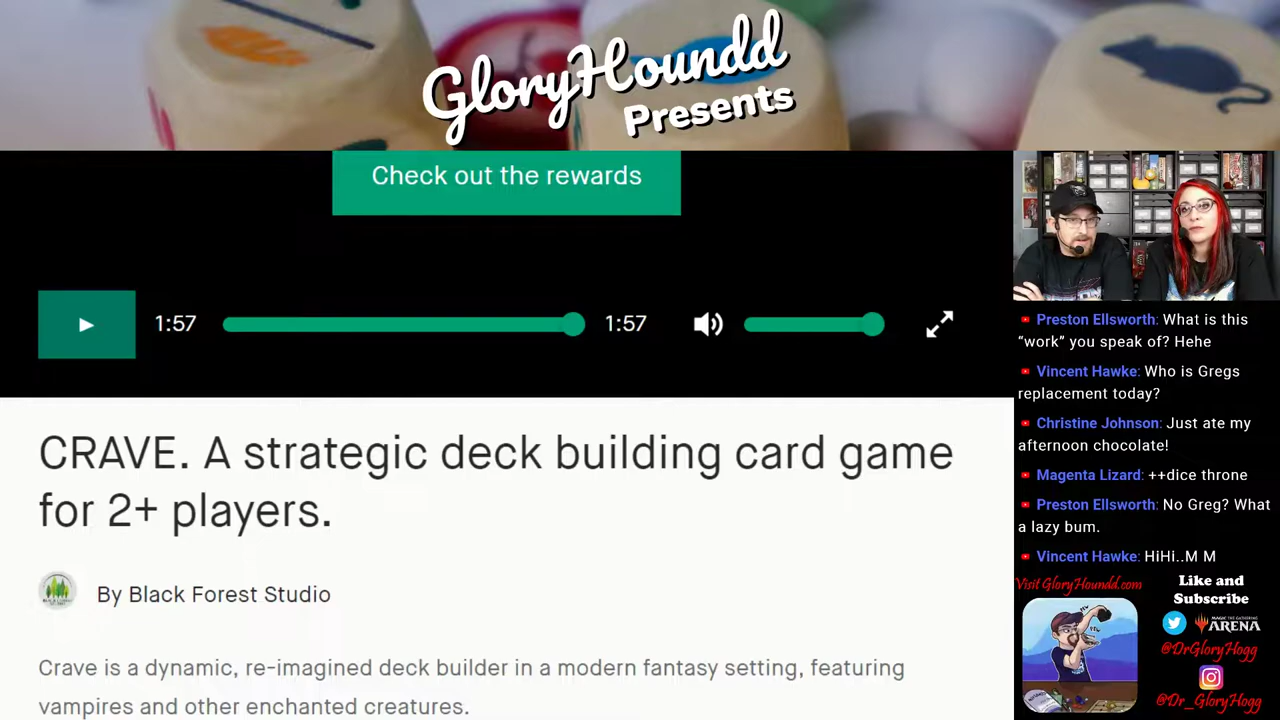 GloryHoundd
Presents
Check out the rewards
1:57
1:57
CRAVE. A strategic deck building card game
for 2+ players.
By Black Forest Studio
Crave is a dynamic, re-imagined deck builder in a modern fantasy setting, featuring
vampires and other enchanted creatures.
Preston Ellsworth: What is this
“work” you speak of? Hehe
Vincent Hawke: Who is Gregs
replacement today?
Christine Johnson: Just ate my
afternoon chocolate!
Magenta Lizard: ++dice throne
Preston Ellsworth: No Greg? What
a lazy bum.
Vincent Hawke: HiHi..M M
Visit GloryHoundd.com
Like and
Subscribe
MAGIC THE GATHERING
ARENA
@DrGloryHogg
@Dr_GloryHogg